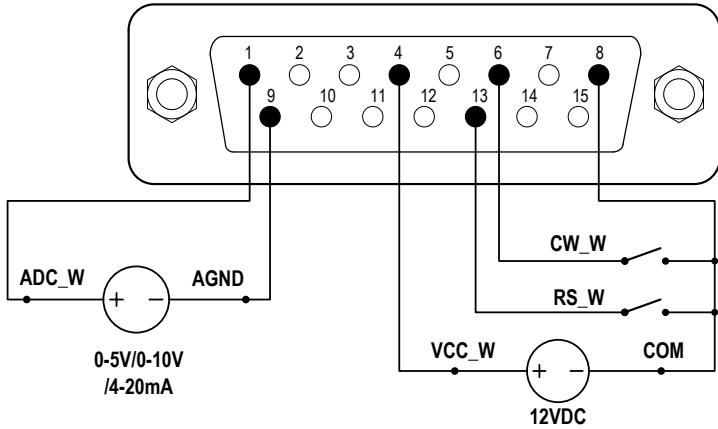 1 2 3 4 5 6 7 8
9 10 11 12 13 14 15
CW_W
ADC_W AGND
RS_W
0-5V/0-10V
/4-20mA
VCC_W COM
12VDC